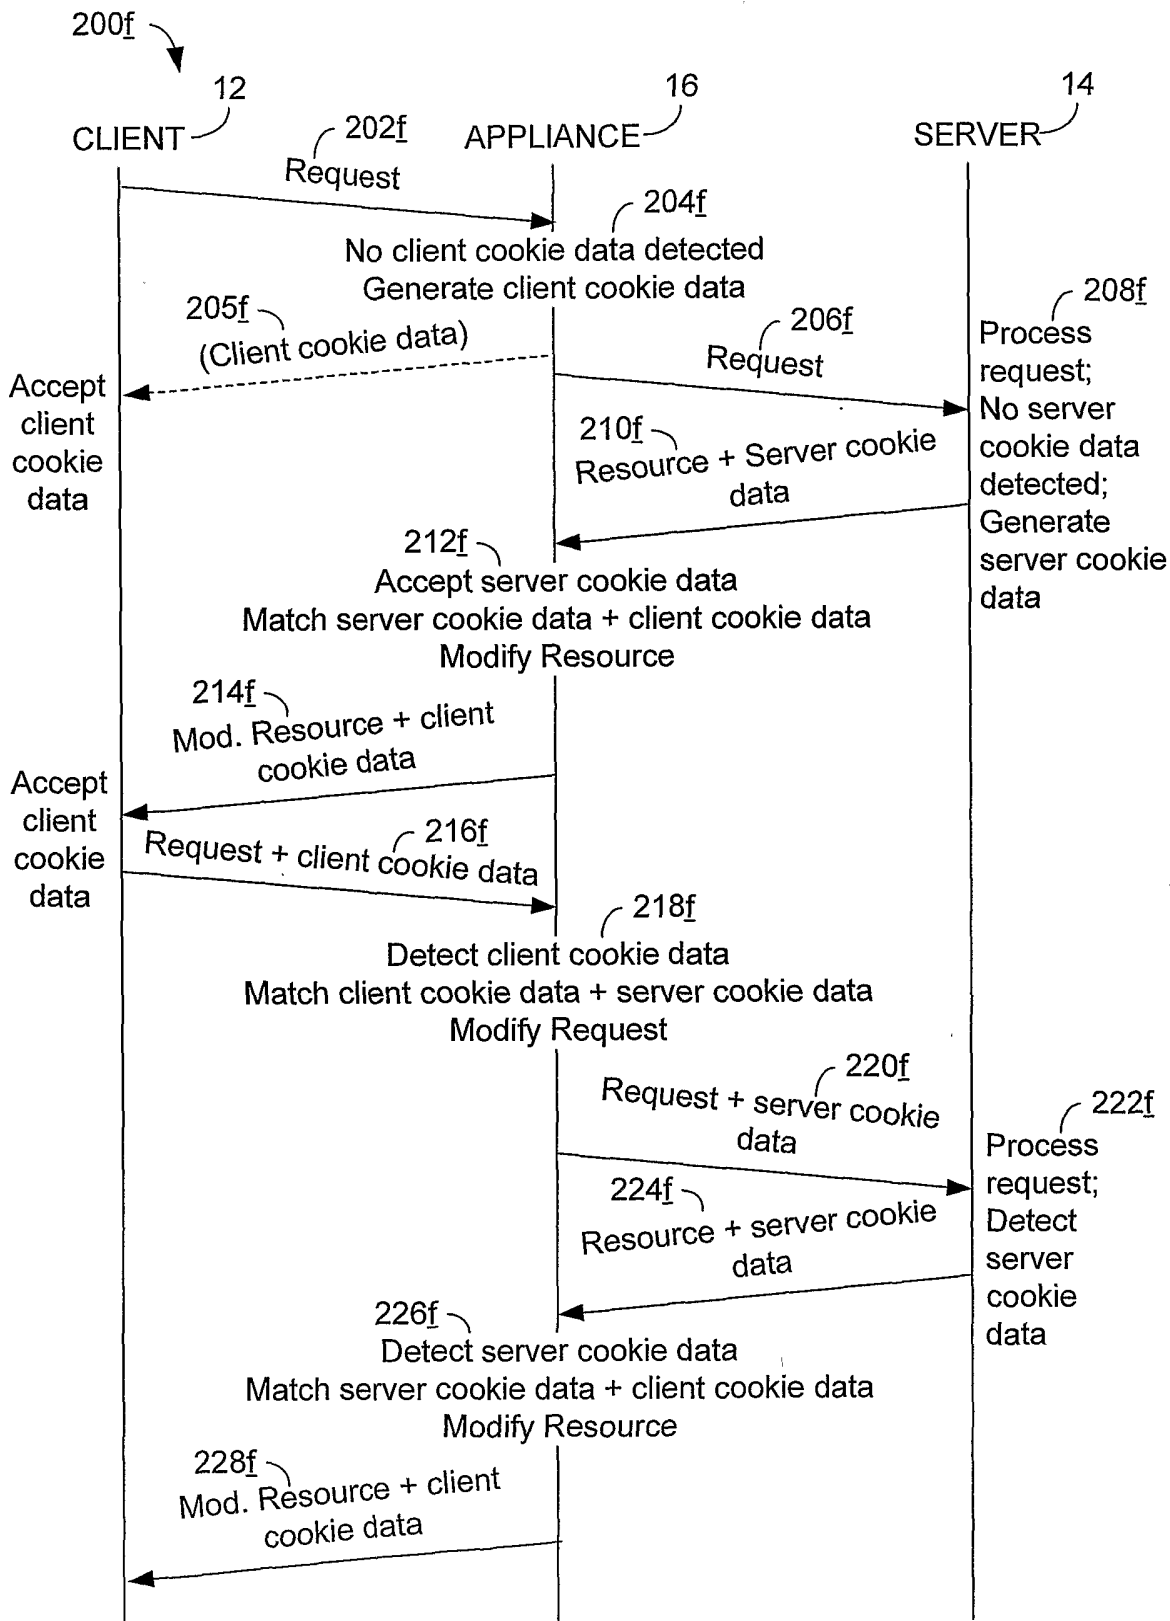 200f
12
16
14
CLIENT
APPLIANCE
SERVER
202f
Request
204f
No client cookie data detected
Generate client cookie data
205f
(Client cookie data)
Accept
client
cookie
data
206f
Request
208f
Process
request;
No server
cookie data
detected;
Generate
server cookie
data
210f
Resource + Server cookie
data
212f
Accept server cookie data
Match server cookie data + client cookie data
Modify Resource
214f
Mod. Resource + client
cookie data
Accept
client
cookie
data
216f
Request + client cookie data
218f
Detect client cookie data
Match client cookie data + server cookie data
Modify Request
220f
Request + server cookie
data
222f
Process
request;
Detect
server
cookie
data
224f
Resource + server cookie
data
226f
Detect server cookie data
Match server cookie data + client cookie data
Modify Resource
228f
Mod. Resource + client
cookie data